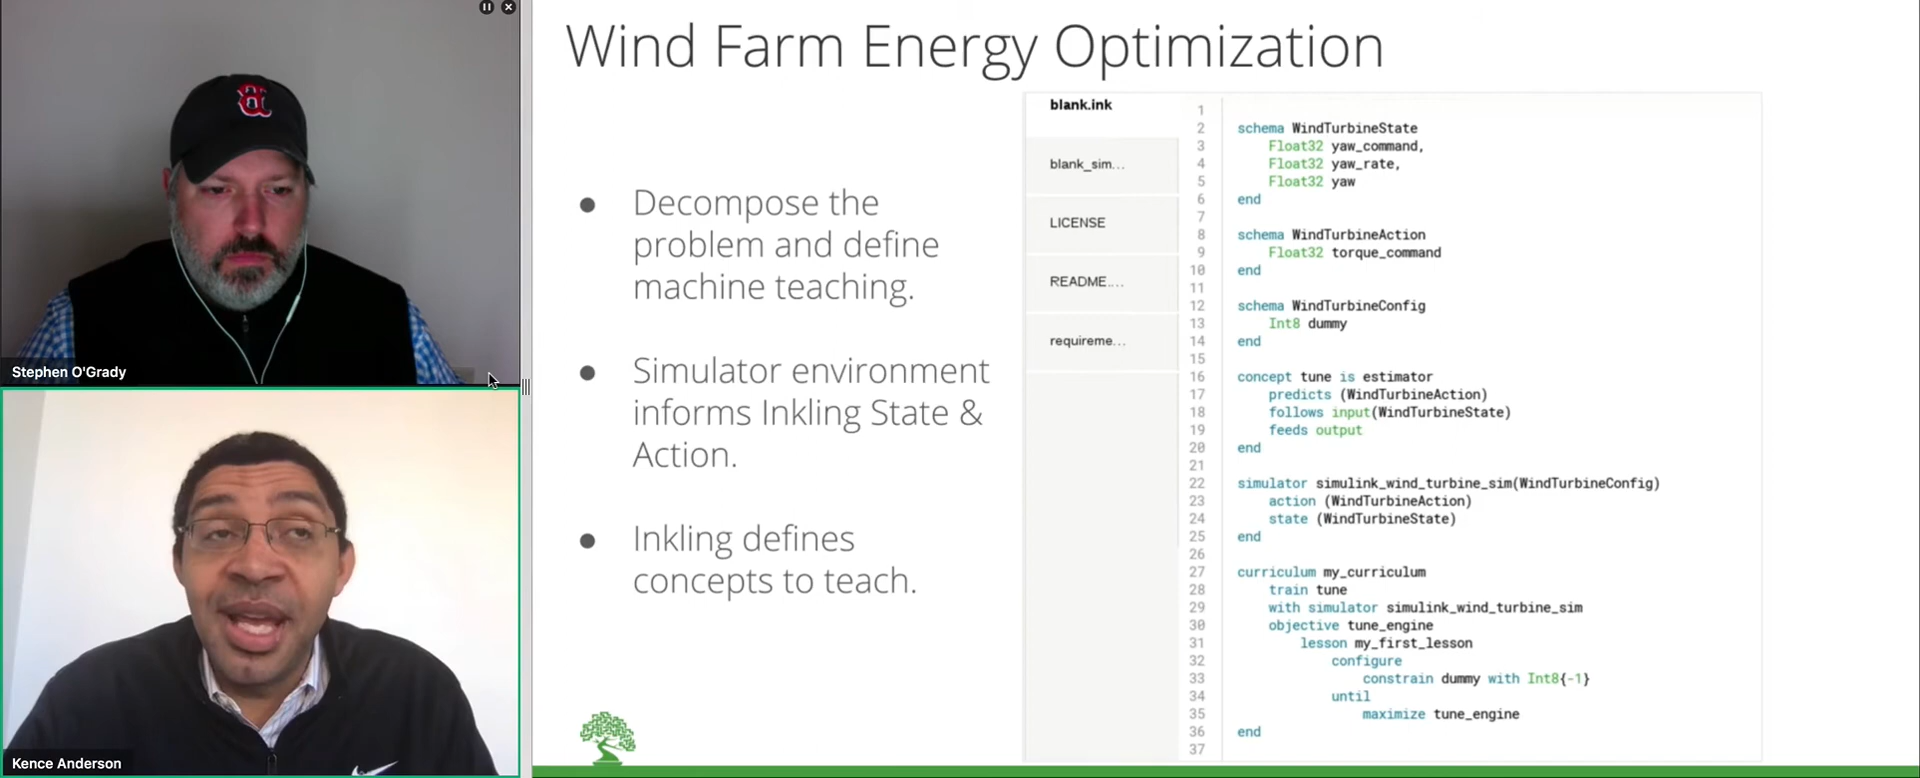 Stephen O'Grady
Kence Anderson
Wind Farm Energy Optimization
● Decompose the
problem and define
machine teaching.
● Simulator environment
informs Inkling State &
Action.
● Inkling defines
concepts to teach.
blank.ink
blank_sim...
LICENSE
README....
requireme...
1
2 schema WindTurbineState
3 Float32 yaw_command,
4 Float32 yaw_rate,
5 Float32 yaw
6 end
7
8 schema WindTurbineAction
9 Float32 torque_command
10 end
11
12 schema WindTurbineConfig
13 Int8 dummy
14 end
15
16 concept tune is estimator
17 predicts (WindTurbineAction)
18 follows input(WindTurbineState)
19 feeds output
20 end
21
22 simulator simulink_wind_turbine_sim(WindTurbineConfig)
23 action (WindTurbineAction)
24 state (WindTurbineState)
25 end
26
27 curriculum my_curriculum
28 train tune
29 with simulator simulink_wind_turbine_sim
30 objective tune_engine
31 lesson my_first_lesson
32 configure
33 constrain dummy with Int8{-1}
34 until
35 maximize tune_engine
36 end
37